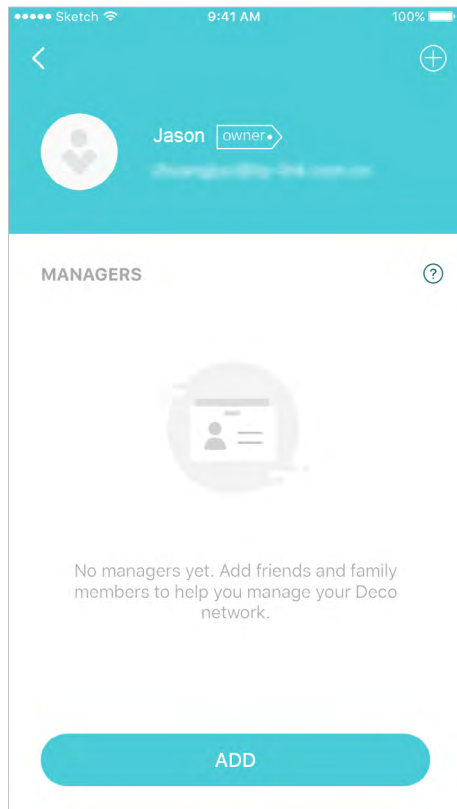 Sketch 9:41 AM 100%
Jason owner
MANAGERS ?
No managers yet. Add friends and family
members to help you manage your Deco
network.
ADD